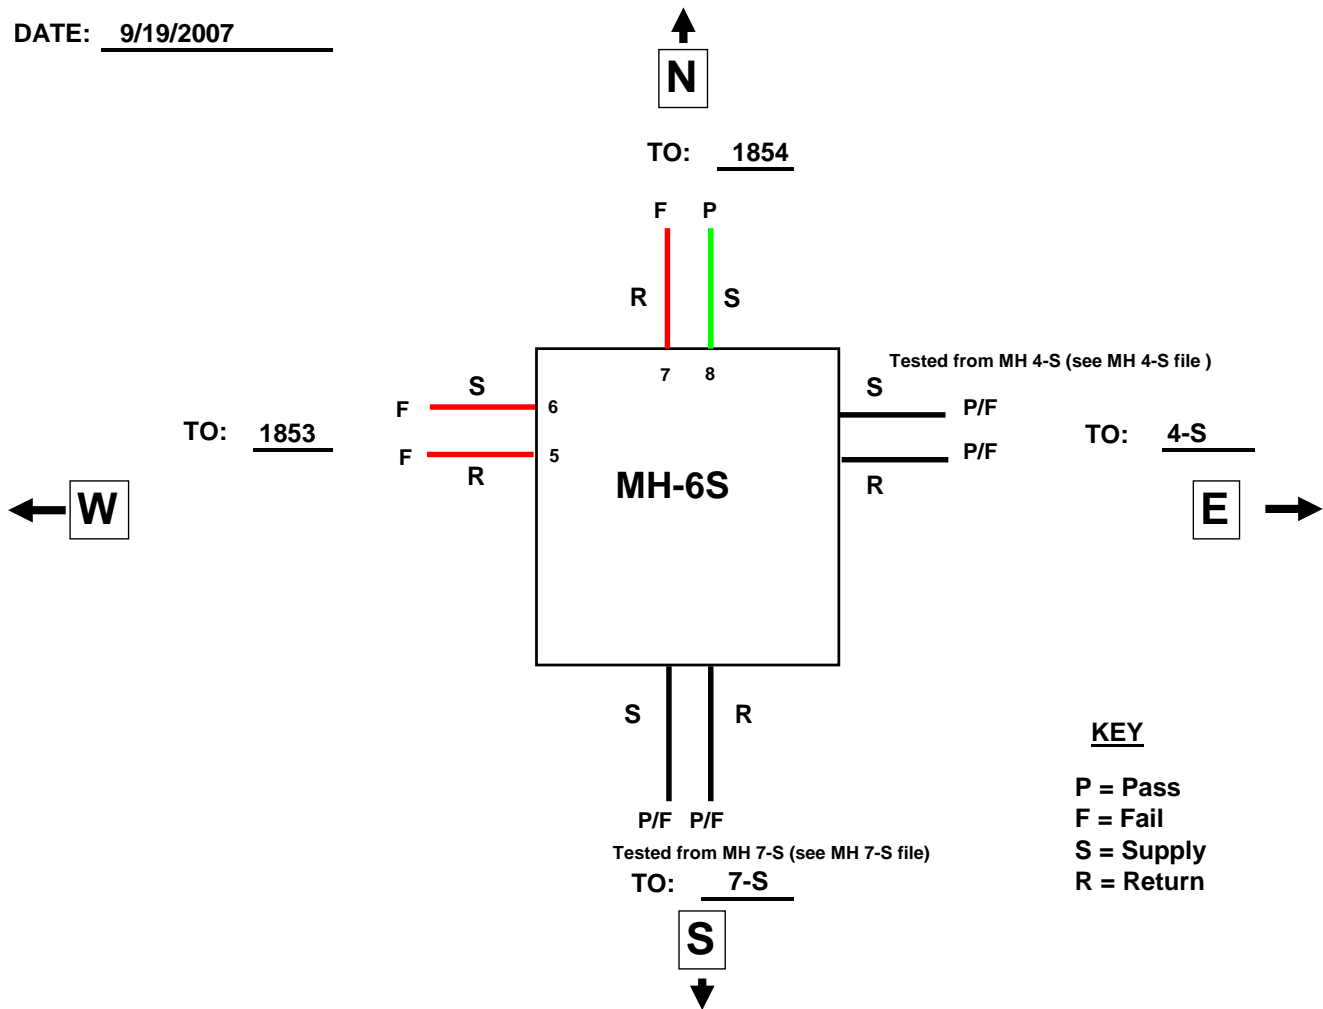 DATE: 9/19/2007
N
TO: 1854
F P
R S
7 8
Tested from MH 4-S (see MH 4-S file )
S
F
6
S
P/F
TO: 1853
F
5
R
P/F
R
TO: 4-S
MH-6S
W
E
S R
P/F P/F
Tested from MH 7-S (see MH 7-S file)
TO: 7-S
S
KEY
P = Pass
F = Fail
S = Supply
R = Return